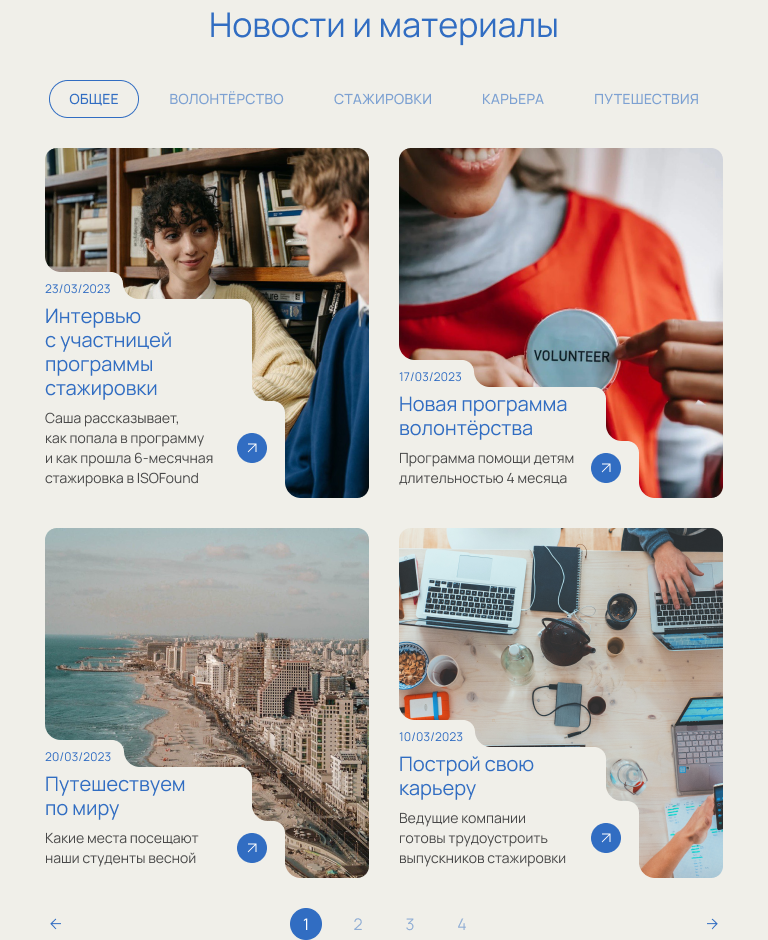 Новости и материалы
ОБЩЕЕ
ВОЛОНТЁРСТВО
СТАЖИРОВКИ
КАРЬЕРА
ПУТЕШЕСТВИЯ
23/03/2023
Интервью
с участницей
программы
стажировки
Саша рассказывает,
как попала в программу
и как прошла 6-месячная
стажировка в ISOFound
VOLUNTEER
17/03/2023
Новая программа
волонтёрства
Программа помощи детям
длительностью 4 месяца
20/03/2023
Путешествуем
по миру
Какие места посещают
наши студенты весной
10/03/2023
Построй свою
карьеру
Ведущие компании
готовы трудоустроить
выпускников стажировки
1
2
3
4